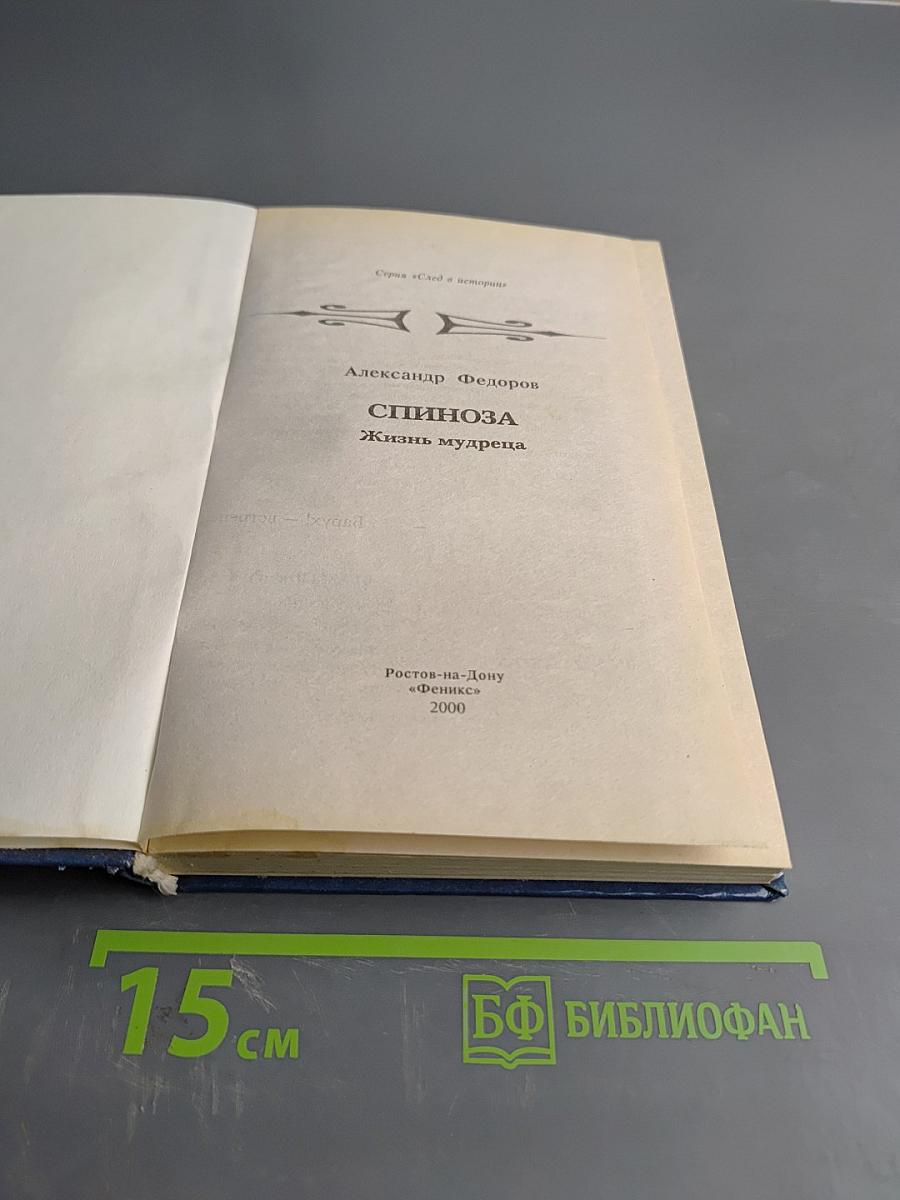 Серия «След в истории»
Александр Федоров
СПИНОЗА
Жизнь мудреца
Ростов-на-Дону
«Феникс»
2000
15 см
БФ БИБЛИОФАН